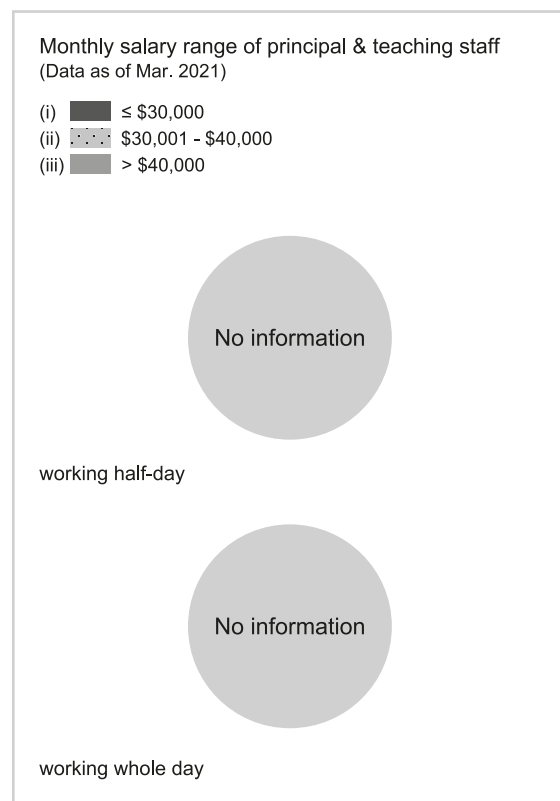 Monthly salary range of principal & teaching staff
(Data as of Mar. 2021)
(i) ≤ $30,000
(ii) $30,001 - $40,000
(iii) > $40,000
No information
working half-day
No information
working whole day